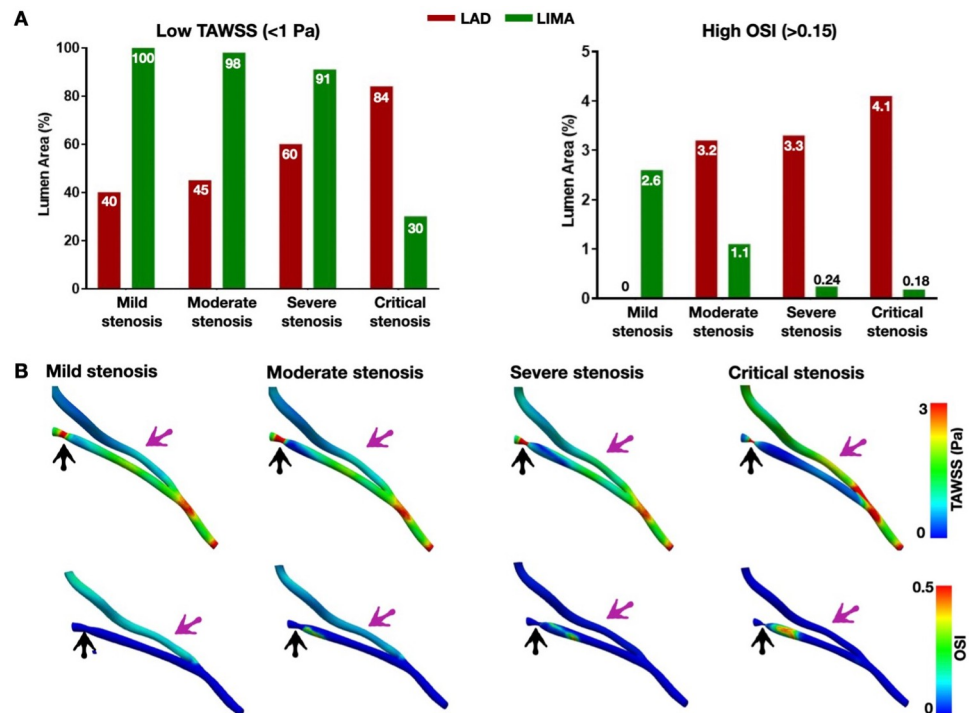 A
LAD LIMA
Low TAWSS (<1 Pa)
Lumen Area (%)
100
80
60
40
20
0
40
100
45
98
60
91
84
30
Mild
stenosis
Moderate
stenosis
Severe
stenosis
Critical
stenosis
High OSI (>0.15)
Lumen Area (%)
5
4
3
2
1
0
0
2.6
3.2
1.1
3.3
0.24
4.1
0.18
Mild
stenosis
Moderate
stenosis
Severe
stenosis
Critical
stenosis
B
Mild stenosis
Moderate stenosis
Severe stenosis
Critical stenosis
3
TAWSS (Pa)
0
0.5
OSI
0